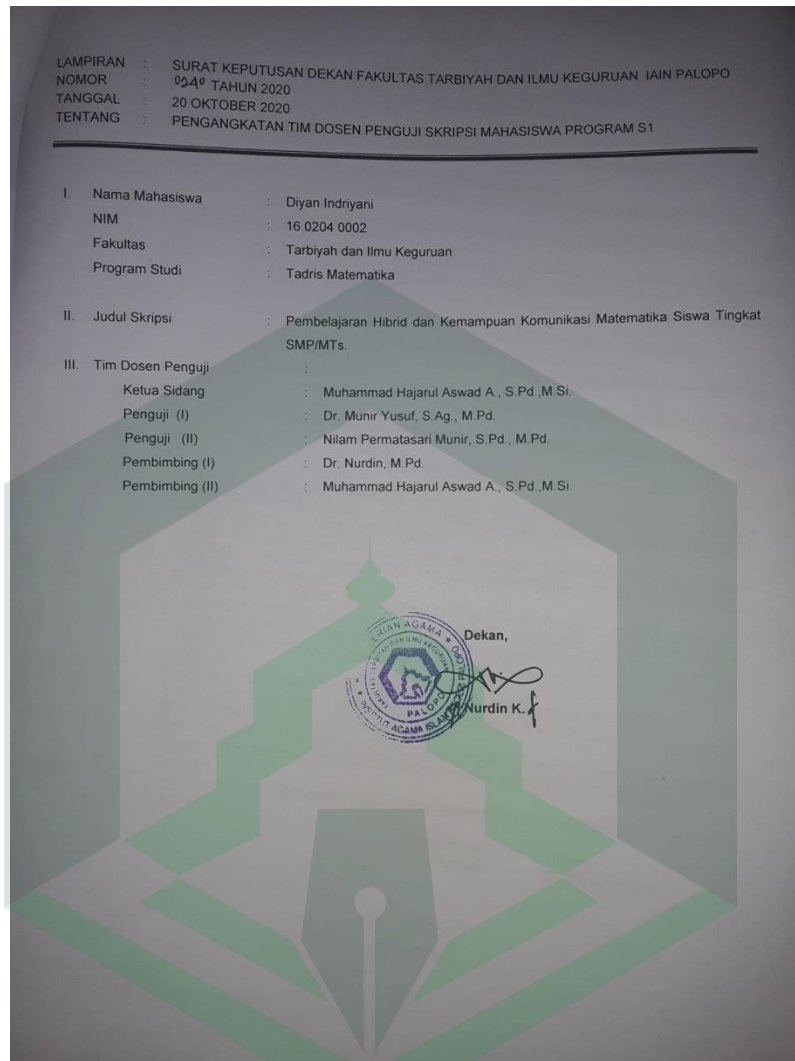 LAMPIRAN : SURAT KEPUTUSAN DEKAN FAKULTAS TARBIYAH DAN ILMU KEGURUAN IAIN PALOPO
NOMOR : TAHUN 2020
TANGGAL : 20 OKTOBER 2020
TENTANG : PENGANGKATAN TIM DOSEN PENGUJI SKRIPSI MAHASISWA PROGRAM S1
I. Nama Mahasiswa : Diyan Indriyani
NIM : 16 0204 0002
Fakultas : Tarbiyah dan Ilmu Keguruan
Program Studi : Tadris Matematika
II. Judul Skripsi : Pembelajaran Hibrid dan Kemampuan Komunikasi Matematika Siswa Tingkat
SMP/MTs.
III. Tim Dosen Penguji :
Ketua Sidang : Muhammad Hajarul Aswad A., S.Pd.,M.Si.
Penguji (I) : Dr. Munir Yusuf, S.Ag., M.Pd.
Penguji (II) : Nilam Permatasari Munir, S.Pd., M.Pd.
Pembimbing (I) : Dr. Nurdin, M.Pd.
Pembimbing (II) : Muhammad Hajarul Aswad A., S.Pd.,M.Si.
Dekan,
Nurdin K.
PALOPO
INSTITUT AGAMA ISLAM